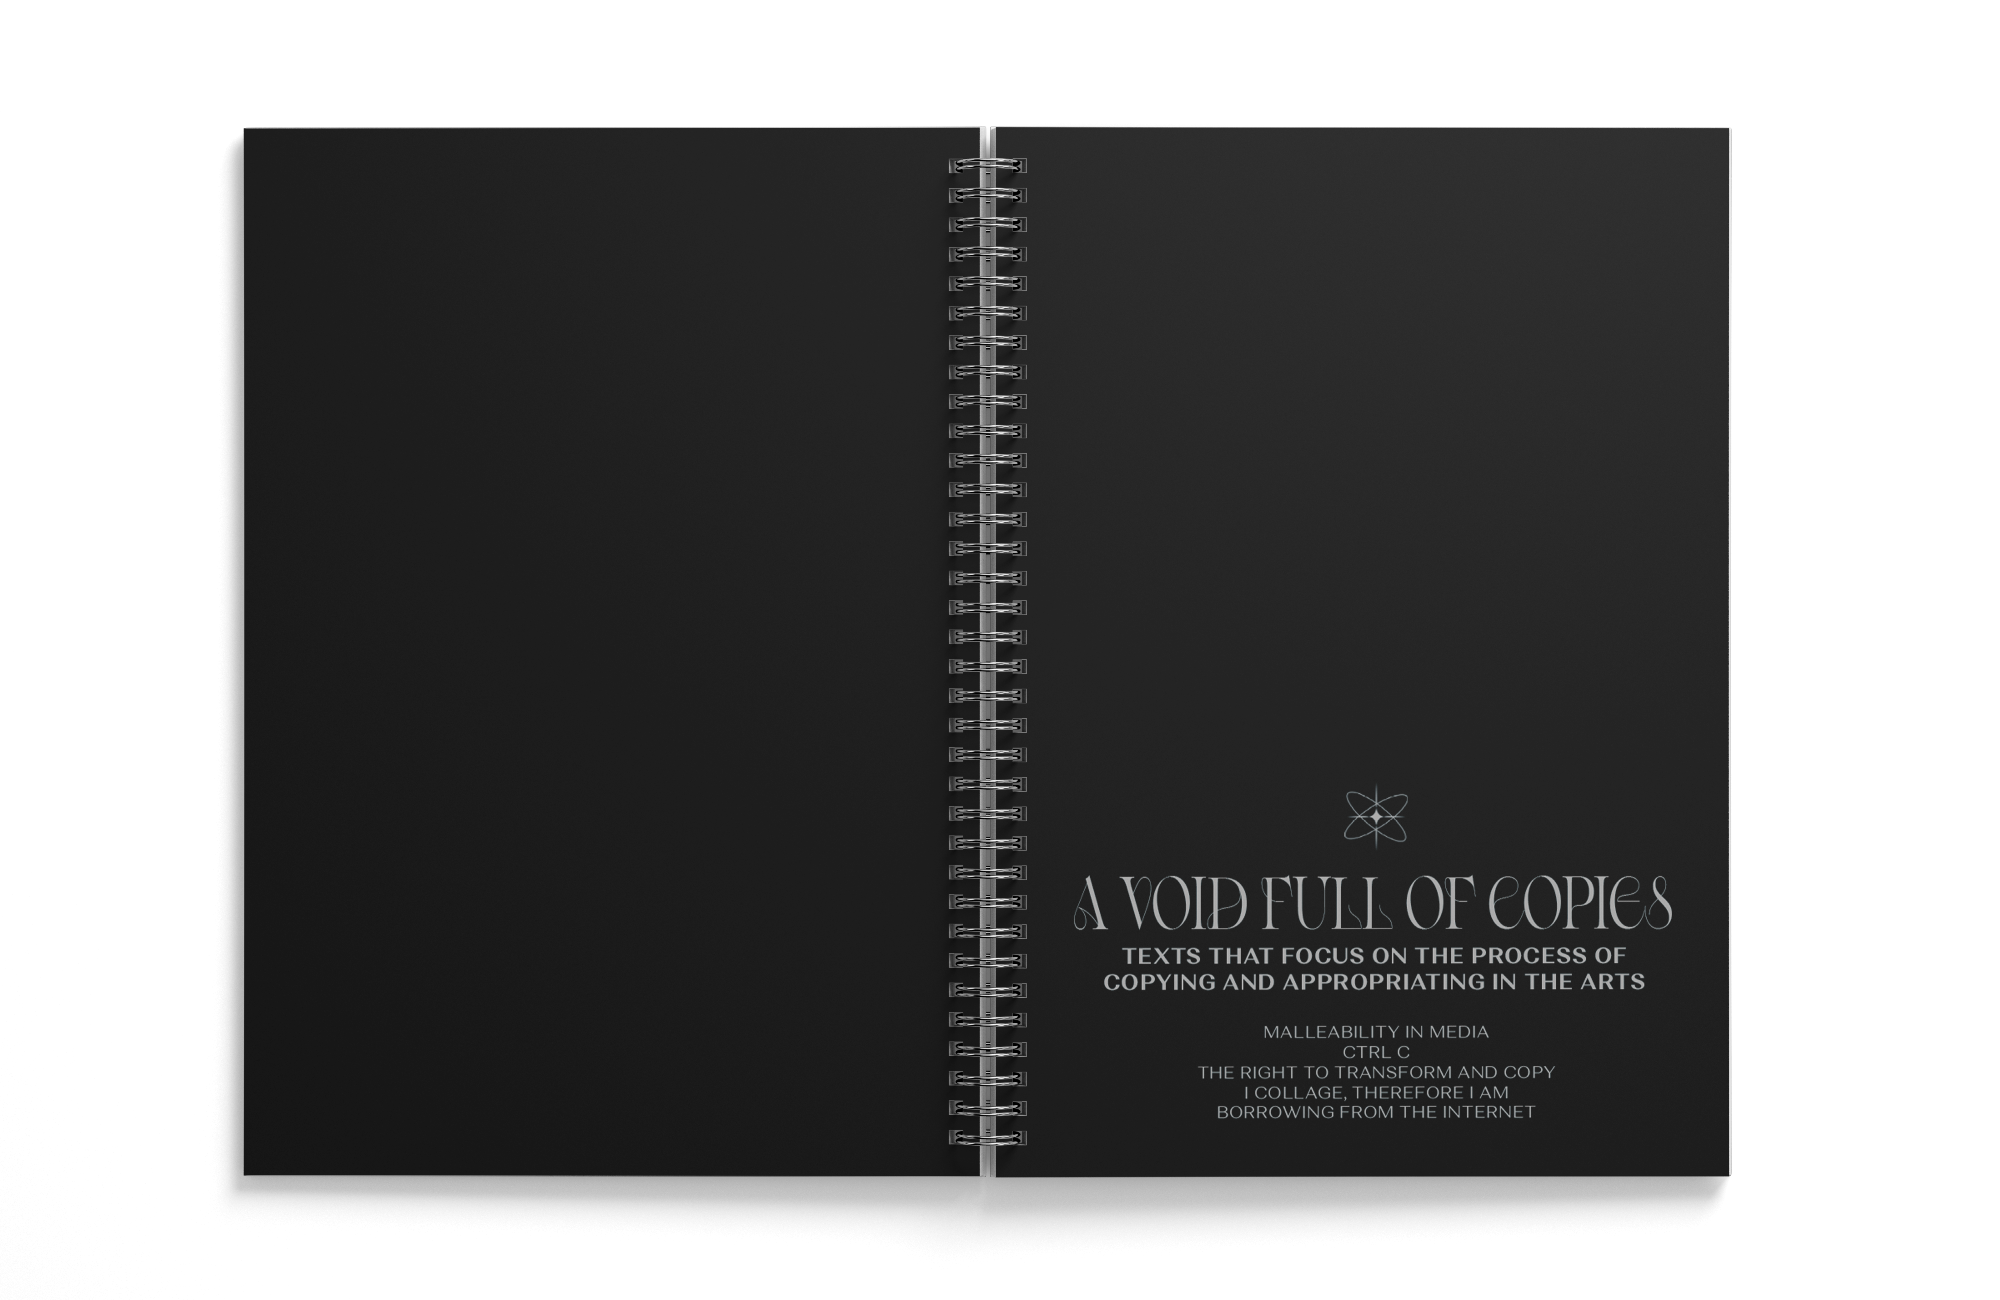 A VOID FULL OF COPIES
TEXTS THAT FOCUS ON THE PROCESS OF
COPYING AND APPROPRIATING IN THE ARTS
MALLEABILITY IN MEDIA
CTRL C
THE RIGHT TO TRANSFORM AND COPY
I COLLAGE, THEREFORE I AM
BORROWING FROM THE INTERNET